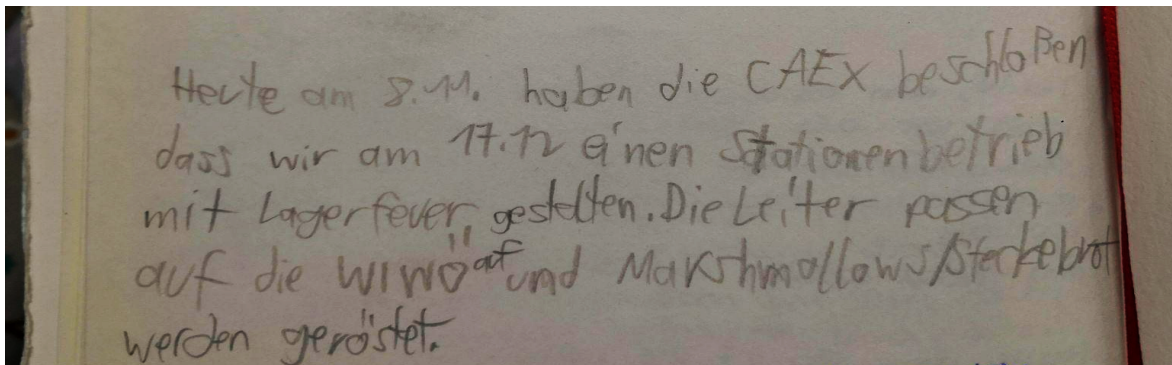 Heute am 8.11. haben die CAEX beschloßen
dass wir am 17.12 einen Stationenbetrieb
mit Lagerfeuer, gestalten. Die Leiter passen
auf die WIWÖ auf und Marshmallows/Steckebrot
werden geröstet.